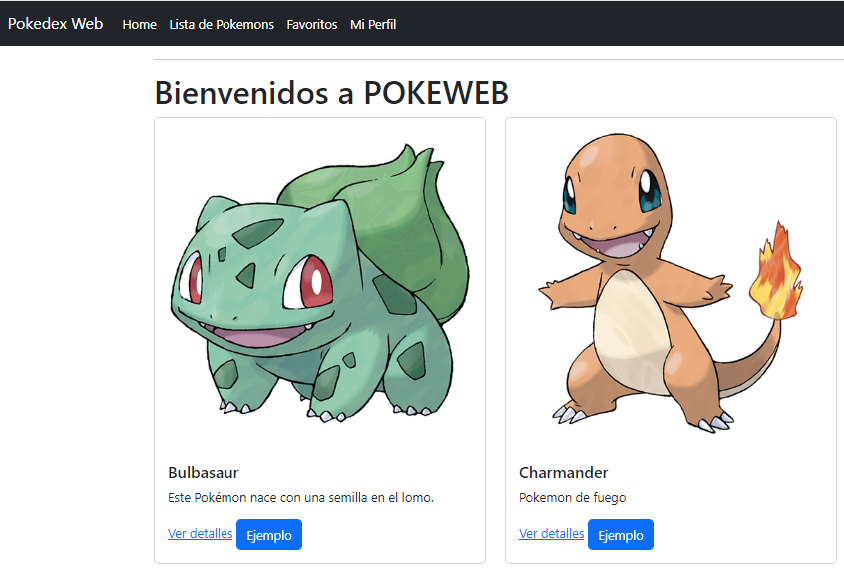 Pokedex Web Home Lista de Pokemons Favoritos Mi Perfil
Bienvenidos a POKEWEB
Bulbasaur
Este Pokémon nace con una semilla en el lomo.
Ver detalles Ejemplo
Charmander
Pokemon de fuego
Ver detalles Ejemplo